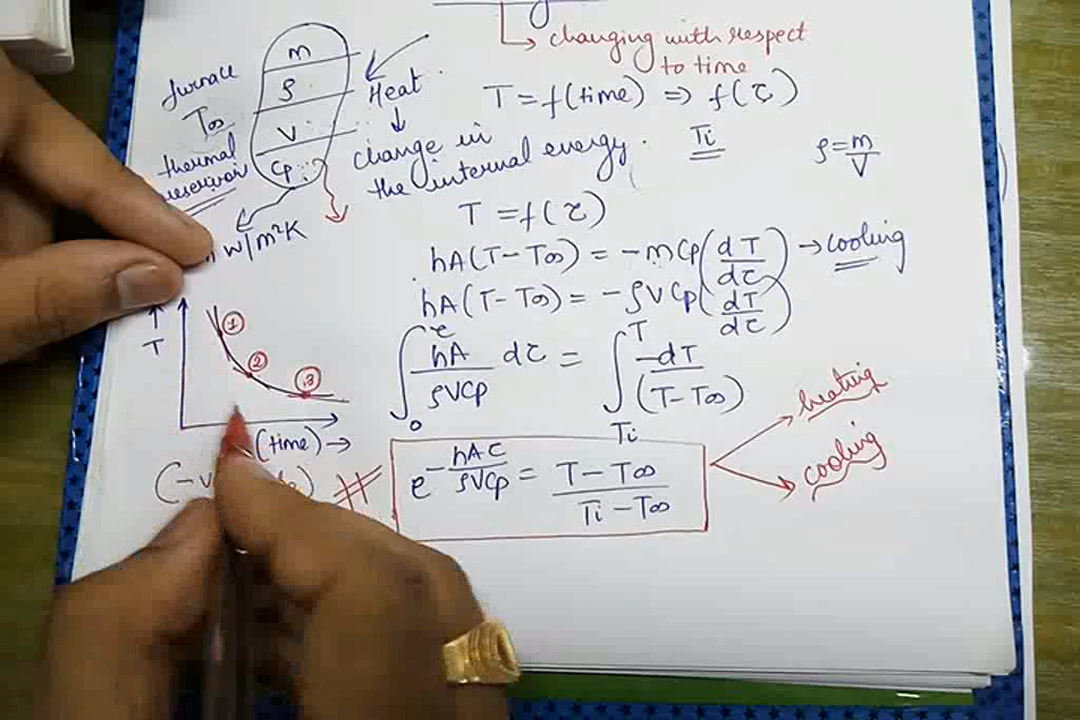 changing with respect
to time
m
ρ
V
Cp
furnace
T∞
thermal
reservoir
Heat
change in
the internal energy.
T = f(time) ⇒ f(τ)
Ti
ρ = m/V
W/m²K
T = f(τ)
hA(T - T∞) = -mCp(dT/dτ) → cooling
hA(T - T∞) = -ρVCp(dT/dτ)
∫₀^τ hA/ρVCp dτ = ∫_Ti^T -dT/(T - T∞)
e^-hAτ/ρVCp = T - T∞/Ti - T∞
heating
cooling
T
1
2
3
(time) →
(-v